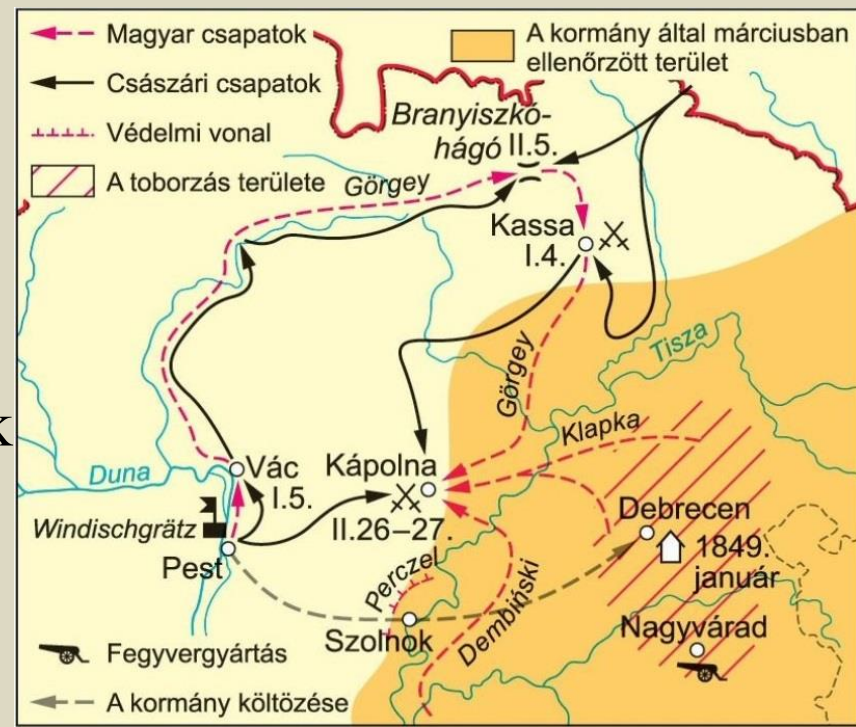 Magyar csapatok
Császári csapatok
Védelmi vonal
A toborzás területe
A kormány által márciusban
ellenőrzött terület
Branyiszkó-
hágó II.5.
Görgey
Kassa
I.4.
Tisza
Görgey
Klapka
K
Duna
Vác
I.5.
Kápolna
II.26–27.
Windischgrätz
Pest
Debrecen
1849.
január
Perczel
Szolnok
Dembiński
Nagyvárad
Fegyvergyártás
A kormány költözése